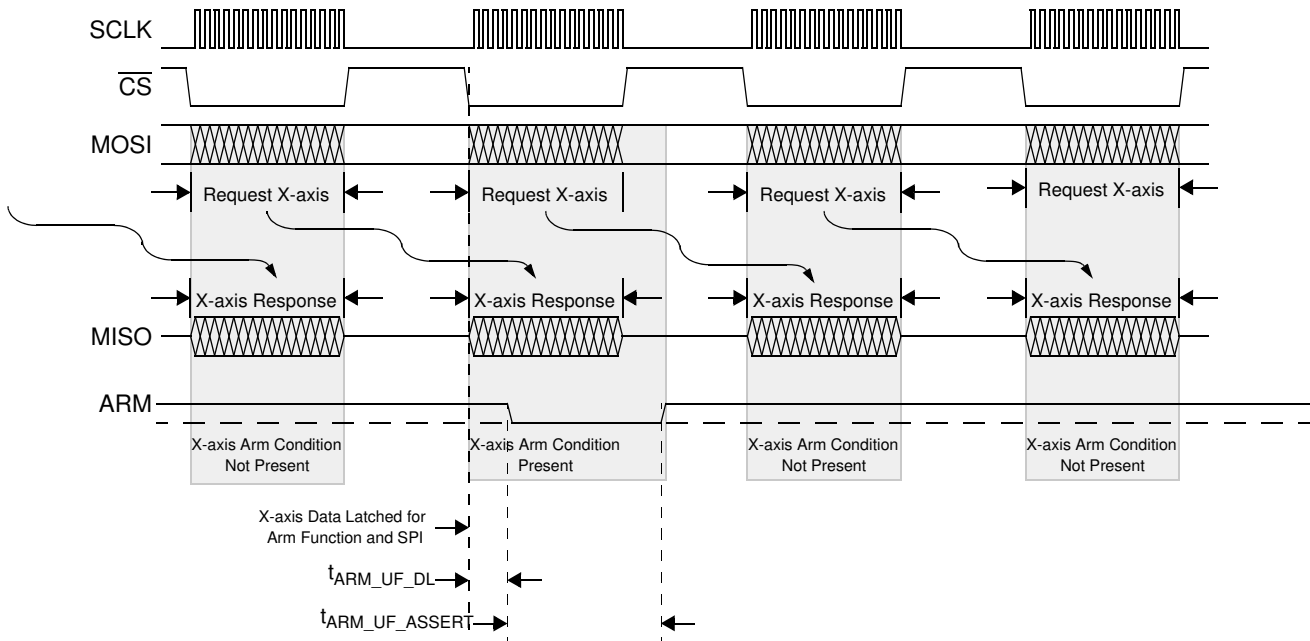 SCLK
CS
MOSI
Request X-axis
Request X-axis
Request X-axis
Request X-axis
X-axis Response
X-axis Response
X-axis Response
X-axis Response
MISO
ARM
X-axis Arm Condition
Not Present
X-axis Arm Condition
Present
X-axis Arm Condition
Not Present
X-axis Arm Condition
Not Present
X-axis Data Latched for
Arm Function and SPI
tARM_UF_DL
tARM_UF_ASSERT